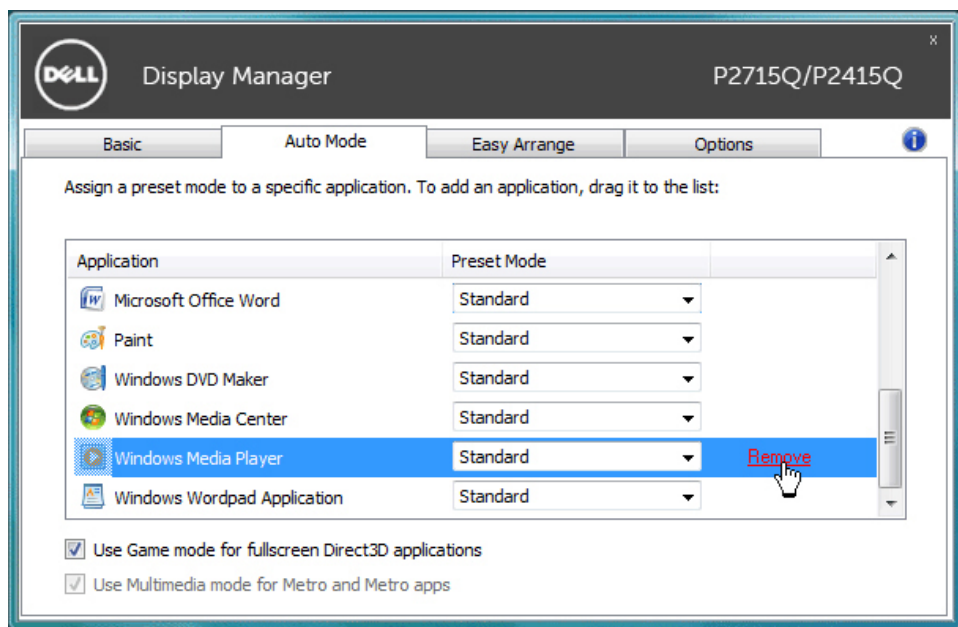 x
DELL Display Manager P2715Q/P2415Q
Basic Auto Mode Easy Arrange Options i
Assign a preset mode to a specific application. To add an application, drag it to the list:
Application Preset Mode
W Microsoft Office Word Standard
Paint Standard
Windows DVD Maker Standard
Windows Media Center Standard
Windows Media Player Standard Remove
Windows Wordpad Application Standard
Use Game mode for fullscreen Direct3D applications
Use Multimedia mode for Metro and Metro apps